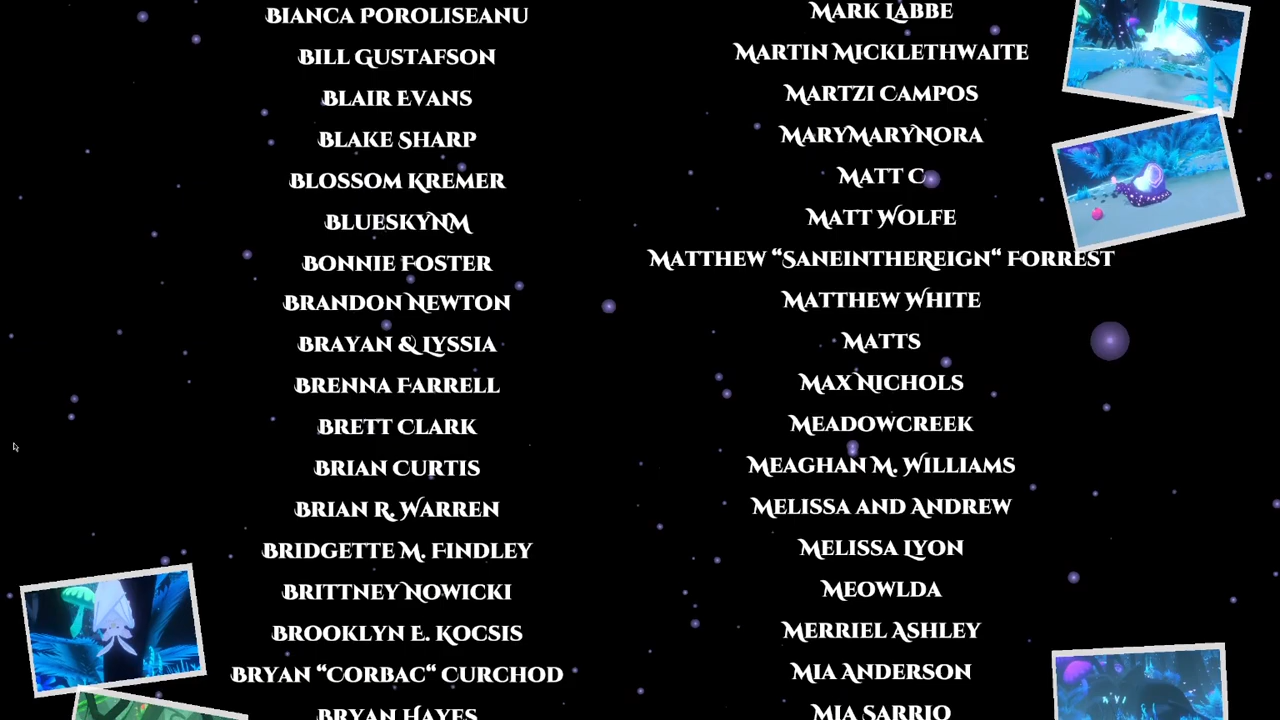 Bianca Poroliseanu
Bill Gustafson
Blair Evans
Blake Sharp
Blossom Kremer
BlueSkyNM
Bonnie Foster
Brandon Newton
Brayan & Lyssia
Brenna Farrell
Brett Clark
Brian Curtis
Brian R. Warren
Bridgette M. Findley
Brittney Nowicki
Brooklyn E. Kocsis
Bryan “Corbac“ Curchod
Bryan Hayes
Mark Labbe
Martin Micklethwaite
Martzi Campos
MaryMaryNora
Matt C
Matt Wolfe
Matthew “SaneintheReign“ Forrest
Matthew White
Matts
Max Nichols
Meadowcreek
Meaghan M. Williams
Melissa and Andrew
Melissa Lyon
Meowlda
Merriel Ashley
Mia Anderson
Mia Sarrio